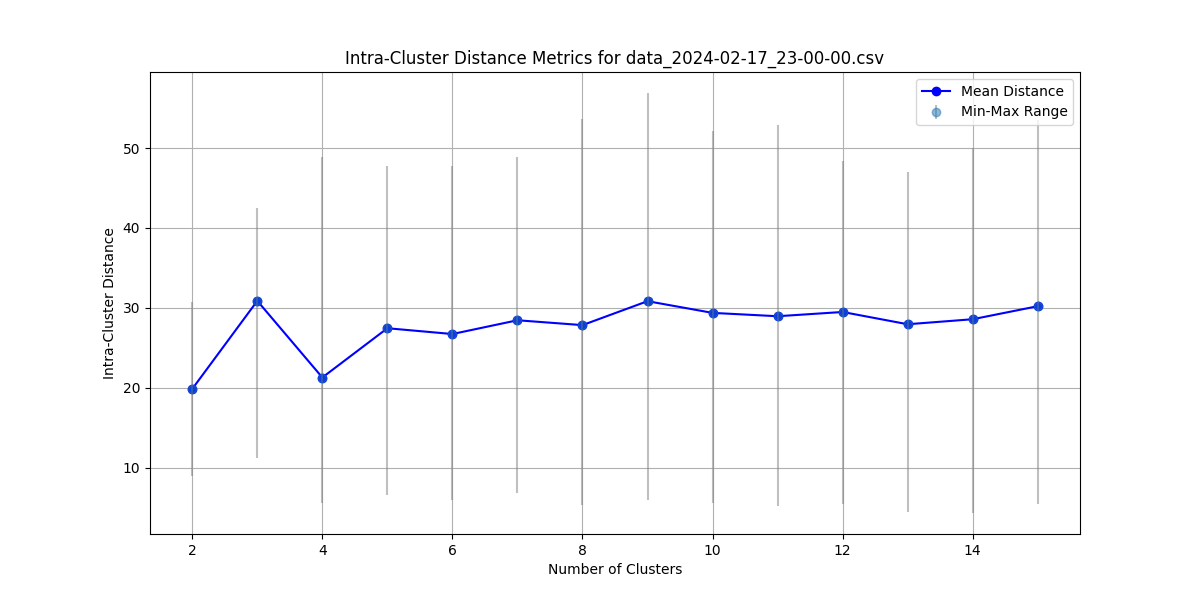 Intra-Cluster Distance Metrics for data_2024-02-17_23-00-00.csv
Mean Distance
Min-Max Range
50
40
30
20
10
Intra-Cluster Distance
2 4 6 8 10 12 14
Number of Clusters